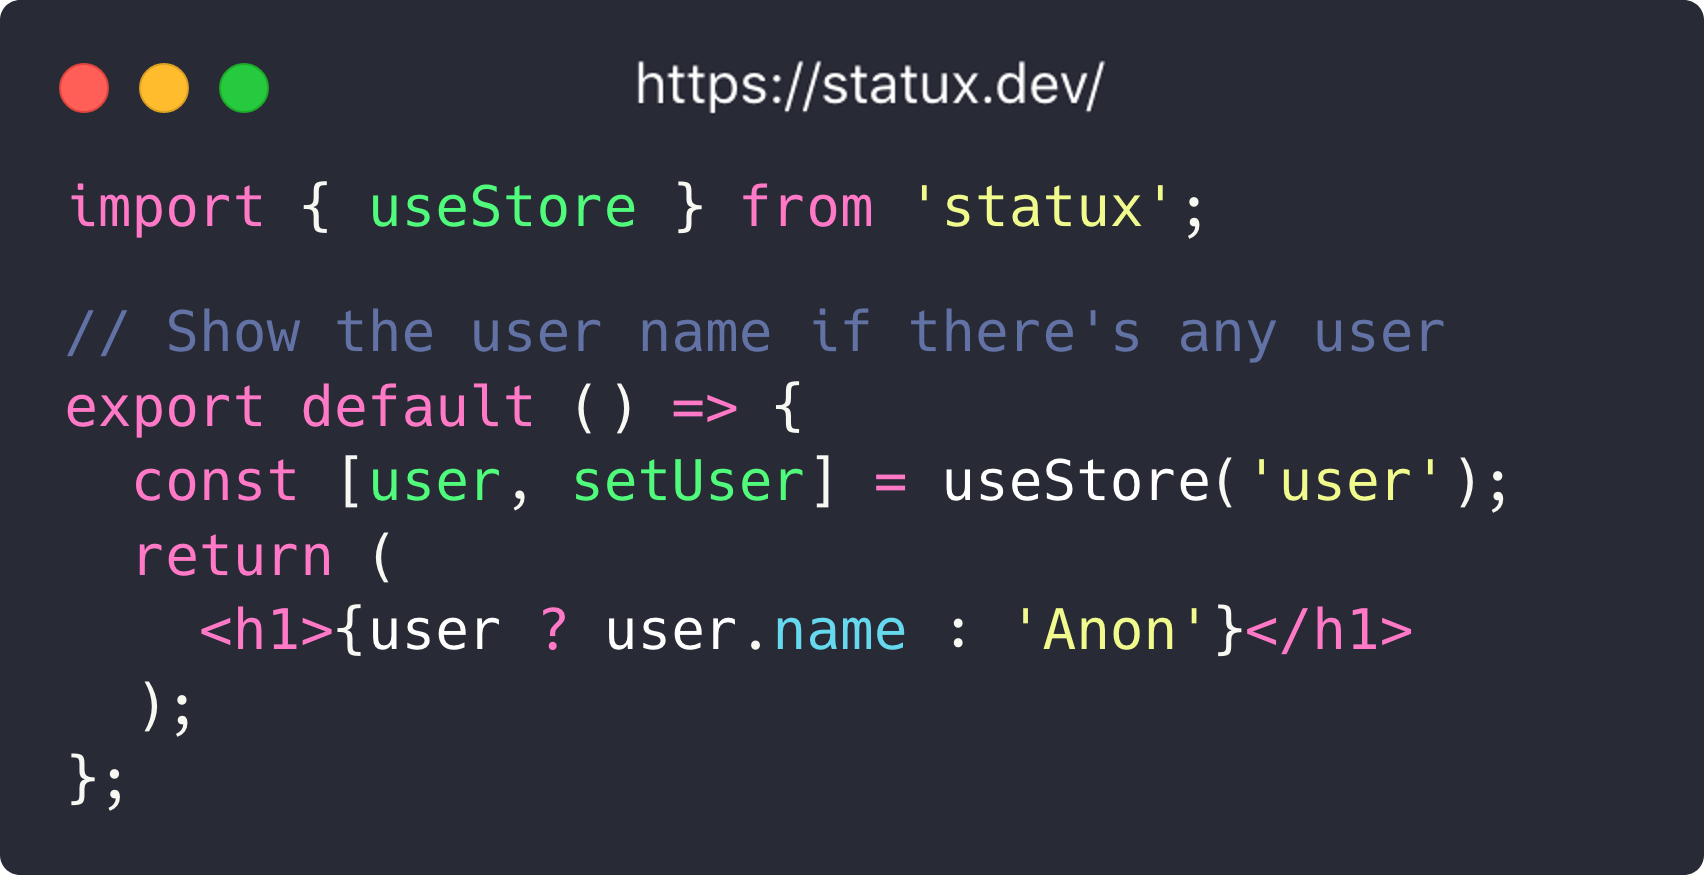 https://statux.dev/
import { useStore } from 'statux';
// Show the user name if there's any user
export default () => {
  const [user, setUser] = useStore('user');
  return (
    <h1>{user ? user.name : 'Anon'}</h1>
  );
};